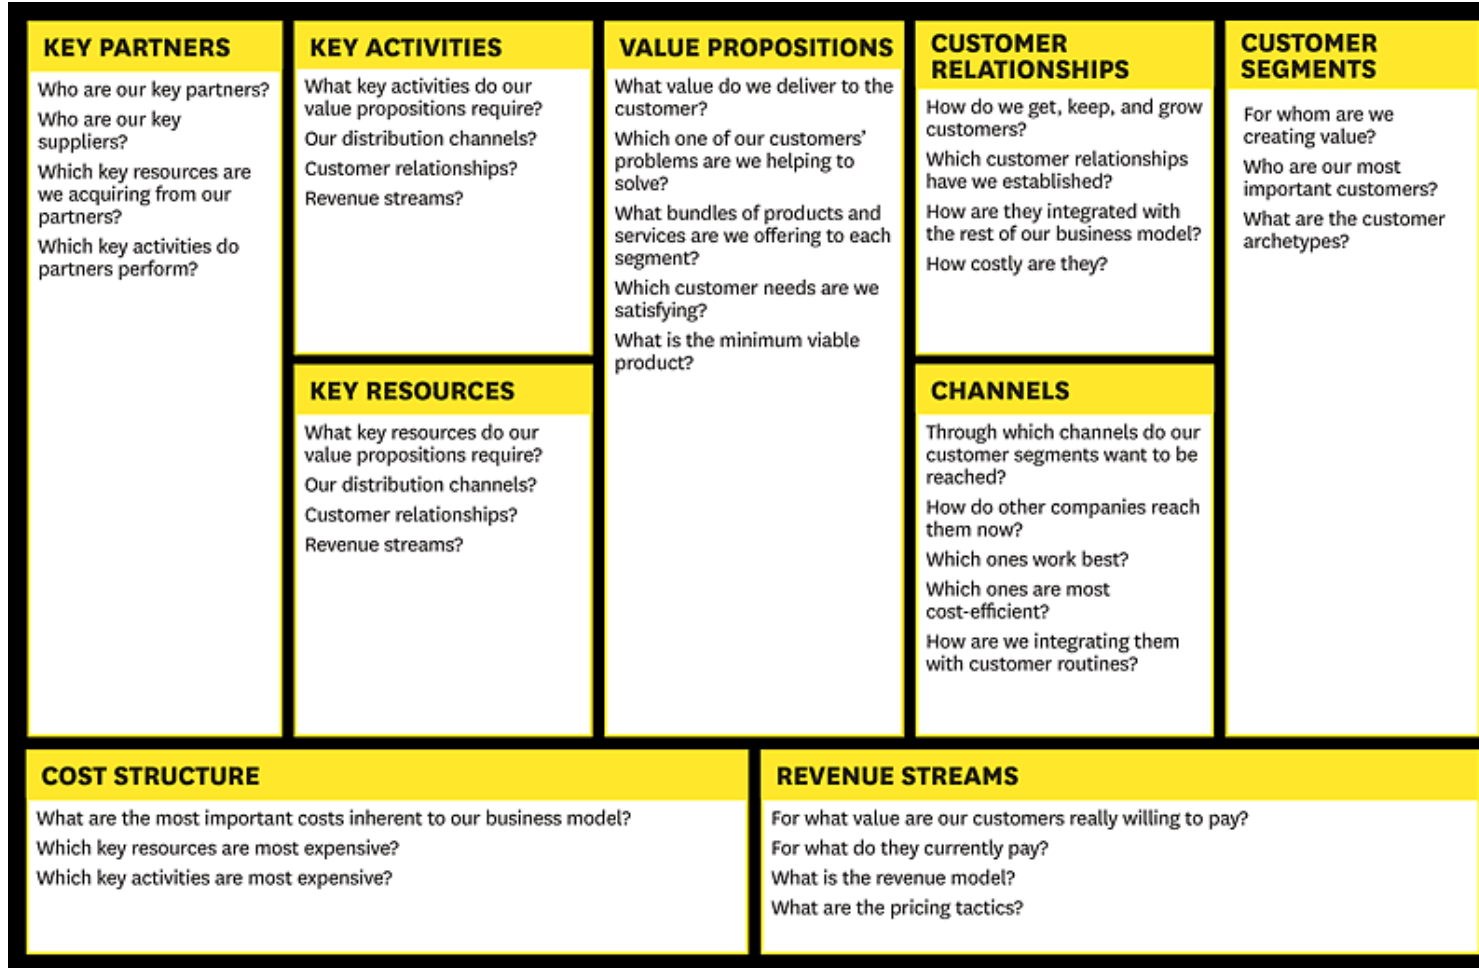 KEY PARTNERS
Who are our key partners?
Who are our key
suppliers?
Which key resources are
we acquiring from our
partners?
Which key activities do
partners perform?
KEY ACTIVITIES
What key activities do our
value propositions require?
Our distribution channels?
Customer relationships?
Revenue streams?
KEY RESOURCES
What key resources do our
value propositions require?
Our distribution channels?
Customer relationships?
Revenue streams?
VALUE PROPOSITIONS
What value do we deliver to the
customer?
Which one of our customers’
problems are we helping to
solve?
What bundles of products and
services are we offering to each
segment?
Which customer needs are we
satisfying?
What is the minimum viable
product?
CUSTOMER
RELATIONSHIPS
How do we get, keep, and grow
customers?
Which customer relationships
have we established?
How are they integrated with
the rest of our business model?
How costly are they?
CHANNELS
Through which channels do our
customer segments want to be
reached?
How do other companies reach
them now?
Which ones work best?
Which ones are most
cost-efficient?
How are we integrating them
with customer routines?
CUSTOMER
SEGMENTS
For whom are we
creating value?
Who are our most
important customers?
What are the customer
archetypes?
COST STRUCTURE
What are the most important costs inherent to our business model?
Which key resources are most expensive?
Which key activities are most expensive?
REVENUE STREAMS
For what value are our customers really willing to pay?
For what do they currently pay?
What is the revenue model?
What are the pricing tactics?